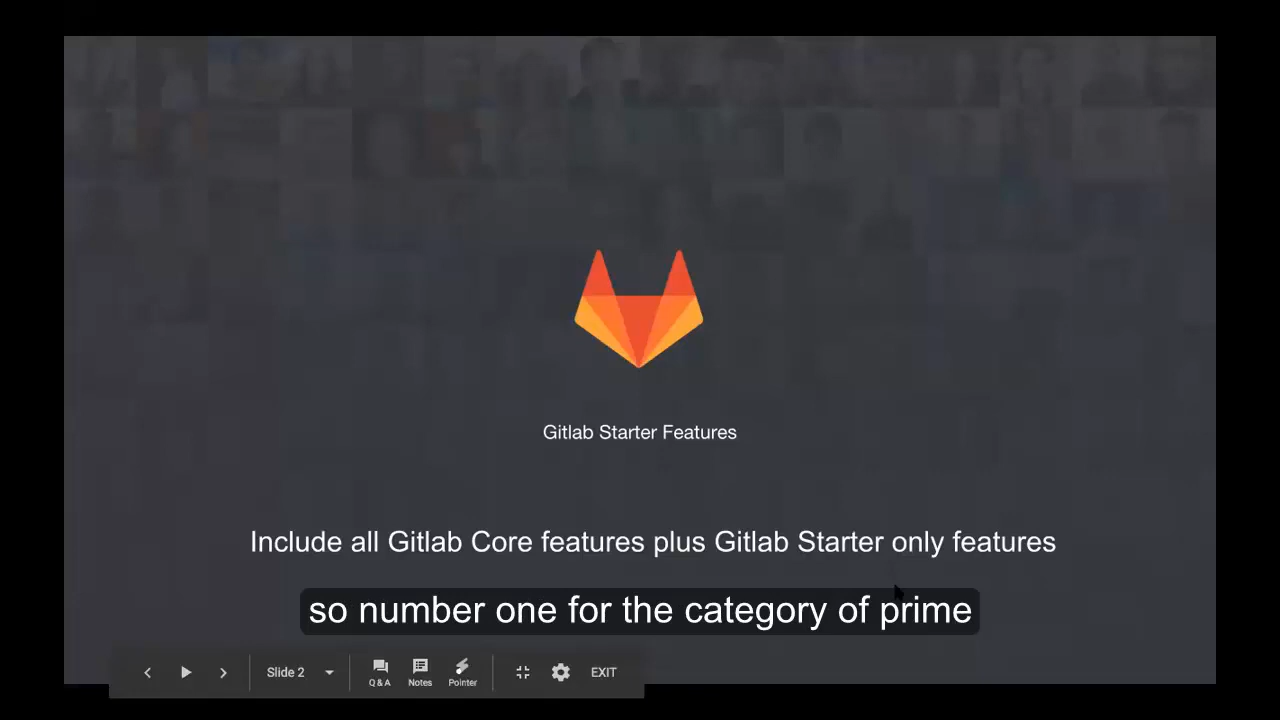 Gitlab Starter Features
Include all Gitlab Core features plus Gitlab Starter only features
so number one for the category of prime
Slide 2
Q & A
Notes
Pointer
EXIT